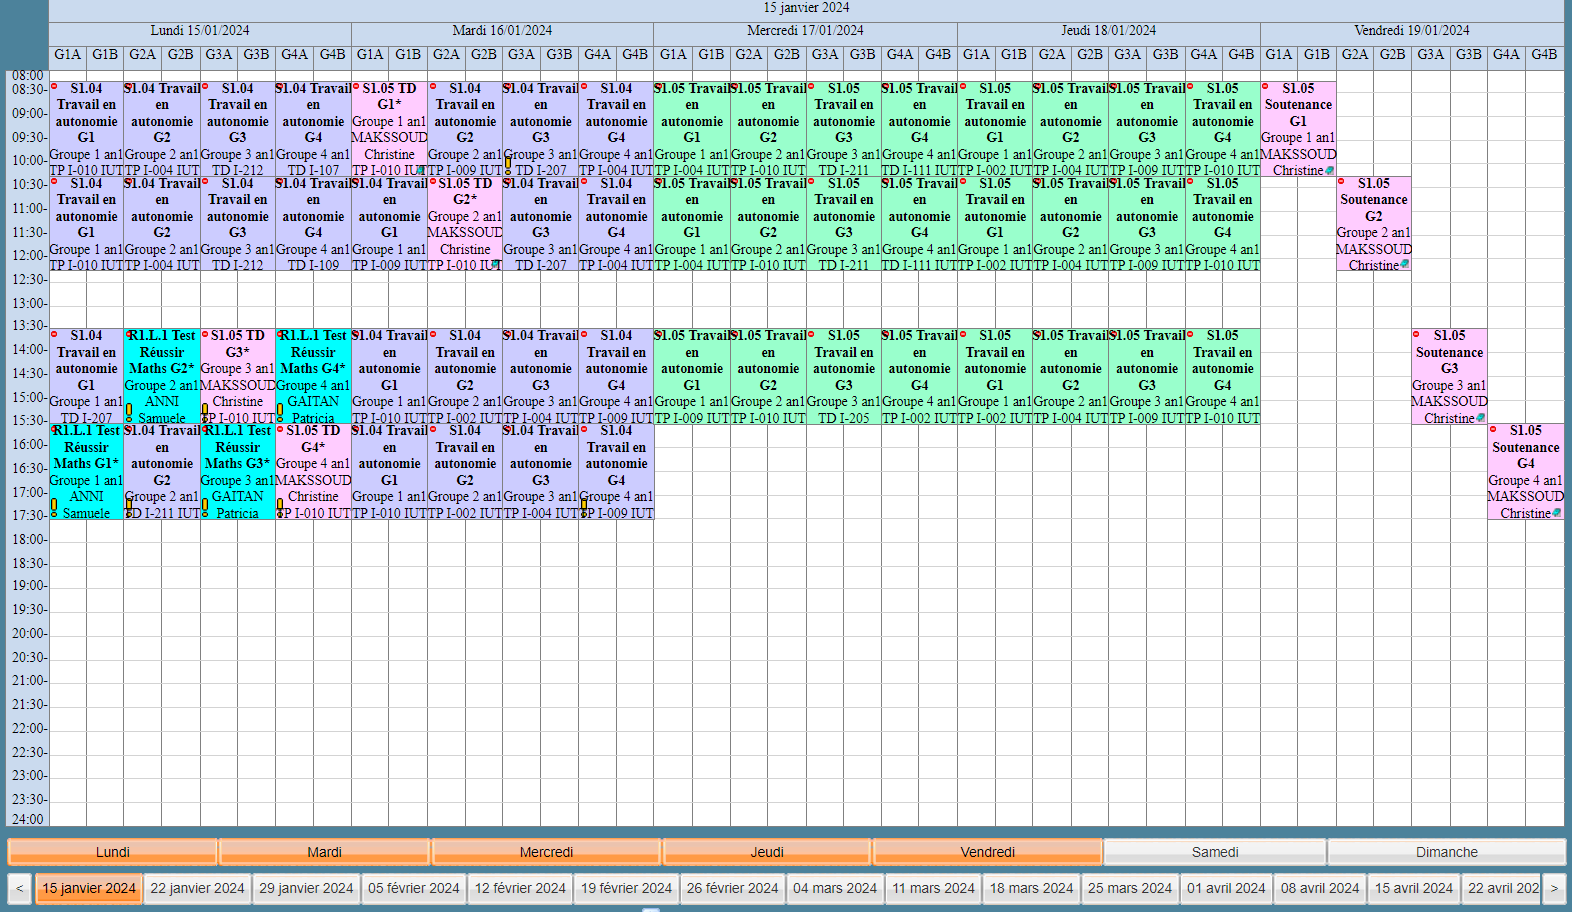 15 janvier 2024
Lundi 15/01/2024 Mardi 16/01/2024 Mercredi 17/01/2024 Jeudi 18/01/2024 Vendredi 19/01/2024
G1A G1B G2A G2B G3A G3B G4A G4B G1A G1B G2A G2B G3A G3B G4A G4B G1A G1B G2A G2B G3A G3B G4A G4B G1A G1B G2A G2B G3A G3B G4A G4B G1A G1B G2A G2B G3A G3B G4A G4B
08:00
08:30-
09:00-
09:30-
10:00-
10:30-
11:00-
11:30-
12:00-
12:30-
13:00-
13:30-
14:00-
14:30-
15:00-
15:30-
16:00-
16:30-
17:00-
17:30-
18:00-
18:30-
19:00-
19:30-
20:00-
20:30-
21:00-
21:30-
22:00-
22:30-
23:00-
23:30-
24:00
S1.04 S1.04 Travail S1.04 S1.04 Travail S1.05 TD S1.04 S1.04 Travail S1.04 S1.05 Travail S1.05 Travail S1.05 S1.05 Travail S1.05 S1.05 Travail S1.05 Travail S1.05 S1.05
Travail en en Travail en en G1* Travail en en Travail en en en Travail en en Travail en en en Travail en Soutenance
autonomie autonomie autonomie autonomie Groupe 1 an1 autonomie autonomie autonomie autonomie autonomie autonomie autonomie autonomie autonomie autonomie autonomie G1
G1 G2 G3 G4 MAKSSOUD G2 G3 G4 G1 G2 G3 G4 G1 G2 G3 G4 Groupe 1 an1
Groupe 1 an1 Groupe 2 an1 Groupe 3 an1 Groupe 4 an1 Christine Groupe 2 an1 Groupe 3 an1 Groupe 4 an1 Groupe 1 an1 Groupe 2 an1 Groupe 3 an1 Groupe 4 an1 Groupe 1 an1 Groupe 2 an1 Groupe 3 an1 Groupe 4 an1 MAKSSOUD
TP I-010 IUT TP I-004 IUT TD I-212 TD I-107 TP I-010 IUT TP I-009 IUT TD I-207 TP I-004 IUT TP I-004 IUT TP I-010 IUT TD I-211 TD I-111 IUT TP I-002 IUT TP I-004 IUT TP I-009 IUT TP I-010 IUT Christine
S1.04 S1.04 Travail S1.04 S1.04 Travail S1.04 Travail S1.05 TD S1.04 Travail S1.04 S1.05 Travail S1.05 Travail S1.05 S1.05 Travail S1.05 S1.05 Travail S1.05 Travail S1.05 S1.05
Travail en en Travail en en en G2* en Travail en en en Travail en en Travail en en en Travail en Soutenance
autonomie autonomie autonomie autonomie autonomie Groupe 2 an1 autonomie autonomie autonomie autonomie autonomie autonomie autonomie autonomie autonomie autonomie G2
G1 G2 G3 G4 G1 MAKSSOUD G3 G4 G1 G2 G3 G4 G1 G2 G3 G4 Groupe 2 an1
Groupe 1 an1 Groupe 2 an1 Groupe 3 an1 Groupe 4 an1 Groupe 1 an1 Christine Groupe 3 an1 Groupe 4 an1 Groupe 1 an1 Groupe 2 an1 Groupe 3 an1 Groupe 4 an1 Groupe 1 an1 Groupe 2 an1 Groupe 3 an1 Groupe 4 an1 MAKSSOUD
TP I-010 IUT TP I-004 IUT TD I-212 TD I-109 TP I-009 IUT TP I-010 IUT TD I-207 TP I-004 IUT TP I-004 IUT TP I-010 IUT TD I-211 TD I-111 IUT TP I-002 IUT TP I-004 IUT TP I-009 IUT TP I-010 IUT Christine
S1.04 R1.L.1 Test S1.05 TD R1.L.1 Test S1.04 Travail S1.04 S1.04 Travail S1.04 S1.05 Travail S1.05 Travail S1.05 S1.05 Travail S1.05 S1.05 Travail S1.05 Travail S1.05 S1.05
Travail en Réussir G3* Réussir en Travail en en Travail en en en Travail en en Travail en en en Travail en Soutenance
autonomie Maths G2* Groupe 3 an1 Maths G4* autonomie autonomie autonomie autonomie autonomie autonomie autonomie autonomie autonomie autonomie autonomie autonomie G3
G1 Groupe 2 an1 MAKSSOUD Groupe 4 an1 G1 G2 G3 G4 G1 G2 G3 G4 G1 G2 G3 G4 Groupe 3 an1
Groupe 1 an1 ANNI Christine GAITAN Groupe 1 an1 Groupe 2 an1 Groupe 3 an1 Groupe 4 an1 Groupe 1 an1 Groupe 2 an1 Groupe 3 an1 Groupe 4 an1 Groupe 1 an1 Groupe 2 an1 Groupe 3 an1 Groupe 4 an1 MAKSSOUD
TD I-207 Samuele TP I-010 IUT Patricia TP I-010 IUT TP I-002 IUT TP I-004 IUT TP I-009 IUT TP I-009 IUT TP I-010 IUT TD I-205 TP I-002 IUT TP I-002 IUT TP I-004 IUT TP I-009 IUT TP I-010 IUT Christine
R1.L.1 Test S1.04 Travail R1.L.1 Test S1.05 TD S1.04 Travail S1.04 S1.04 Travail S1.04 S1.05
Réussir en Réussir G4* en Travail en en Travail en Soutenance
Maths G1* autonomie Maths G3* Groupe 4 an1 autonomie autonomie autonomie autonomie G4
Groupe 1 an1 G2 Groupe 3 an1 MAKSSOUD G1 G2 G3 G4 Groupe 4 an1
ANNI Groupe 2 an1 GAITAN Christine Groupe 1 an1 Groupe 2 an1 Groupe 3 an1 Groupe 4 an1 MAKSSOUD
Samuele TD I-211 IUT Patricia TP I-010 IUT TP I-010 IUT TP I-002 IUT TP I-004 IUT TP I-009 IUT Christine
Lundi Mardi Mercredi Jeudi Vendredi Samedi Dimanche
< 15 janvier 2024 22 janvier 2024 29 janvier 2024 05 février 2024 12 février 2024 19 février 2024 26 février 2024 04 mars 2024 11 mars 2024 18 mars 2024 25 mars 2024 01 avril 2024 08 avril 2024 15 avril 2024 22 avril 202 >